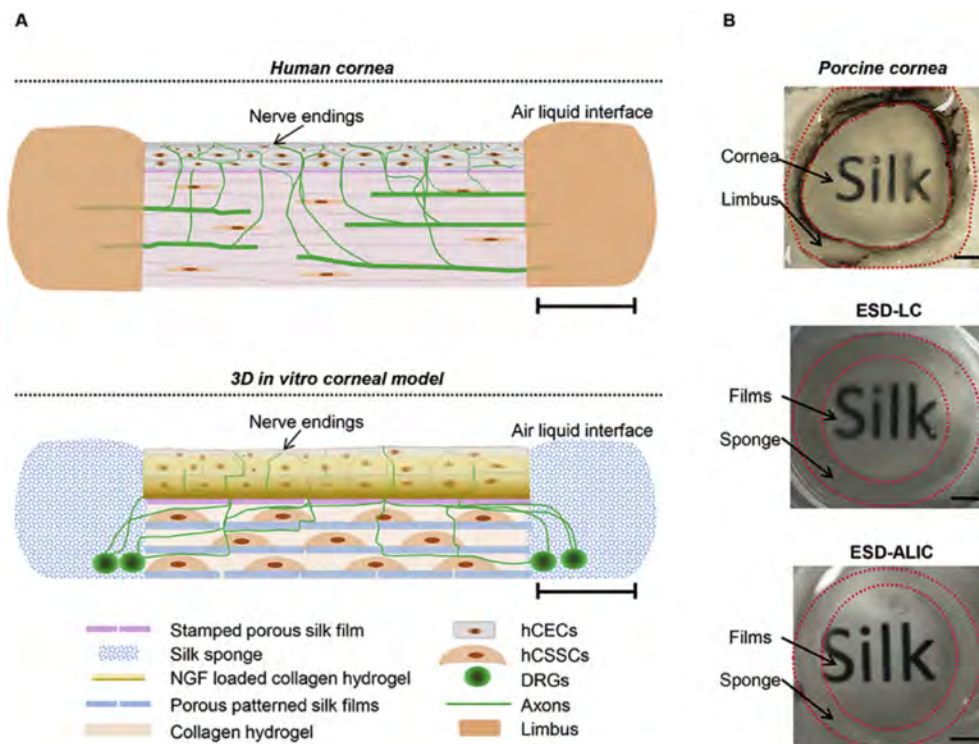 A
Human cornea
Nerve endings
Air liquid interface
3D in vitro corneal model
Nerve endings
Air liquid interface
Stamped porous silk film
Silk sponge
NGF loaded collagen hydrogel
Porous patterned silk films
Collagen hydrogel
hCECs
hCSSCs
DRGs
Axons
Limbus
B
Porcine cornea
Cornea
Limbus
Silk
ESD-LC
Films
Sponge
Silk
ESD-ALIC
Films
Sponge
Silk